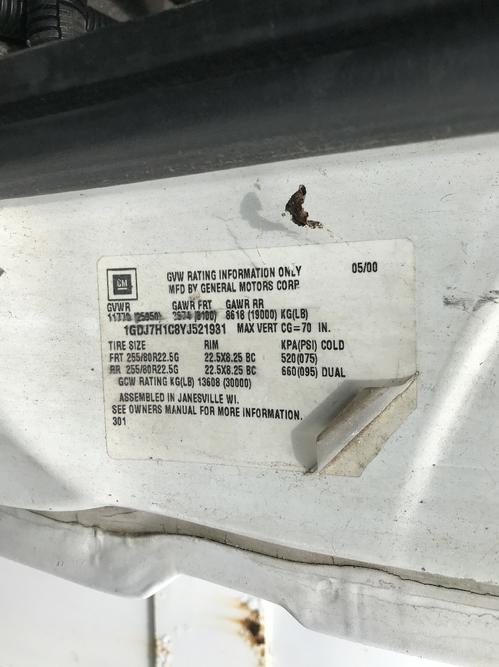 GM
GVW RATING INFORMATION ONLY 05/00
MFD BY GENERAL MOTORS CORP
GVWR GAWR FRT GAWR RR
8618 (19000) KG(LB)
1GDJ7H1C8YJ521931 MAX VERT CG=70 IN.
TIRE SIZE RIM KPA(PSI) COLD
FRT 255/80R22.5G 22.5X8.25 BC 520(075)
RR 255/80R22.5G 22.5X8.25 BC 660(095) DUAL
GCW RATING KG(LB) 13608 (30000)
ASSEMBLED IN JANESVILLE WI.
SEE OWNERS MANUAL FOR MORE INFORMATION.
301